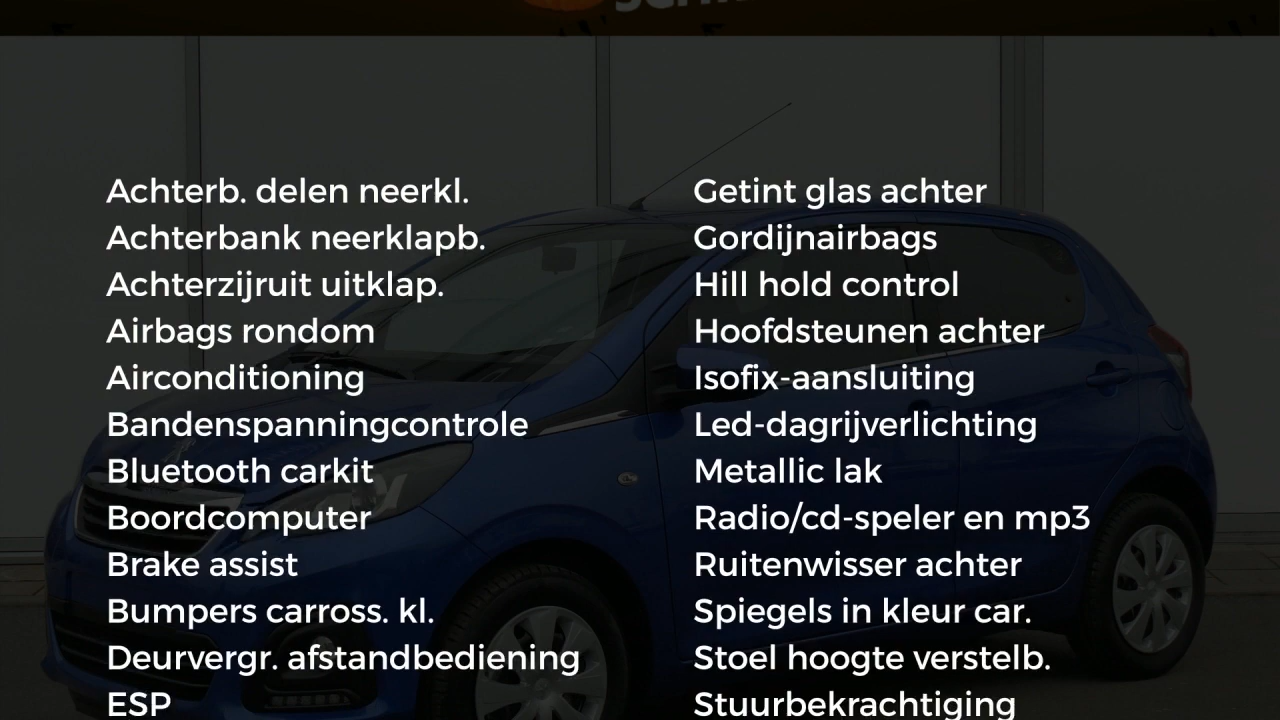 Achterb. delen neerkl.
Achterbank neerklapb.
Achterzijruit uitklap.
Airbags rondom
Airconditioning
Bandenspanningcontrole
Bluetooth carkit
Boordcomputer
Brake assist
Bumpers carross. kl.
Deurvergr. afstandbediening
ESP
Getint glas achter
Gordijnairbags
Hill hold control
Hoofdsteunen achter
Isofix-aansluiting
Led-dagrijverlichting
Metallic lak
Radio/cd-speler en mp3
Ruitenwisser achter
Spiegels in kleur car.
Stoel hoogte verstelb.
Stuurbekrachtiging